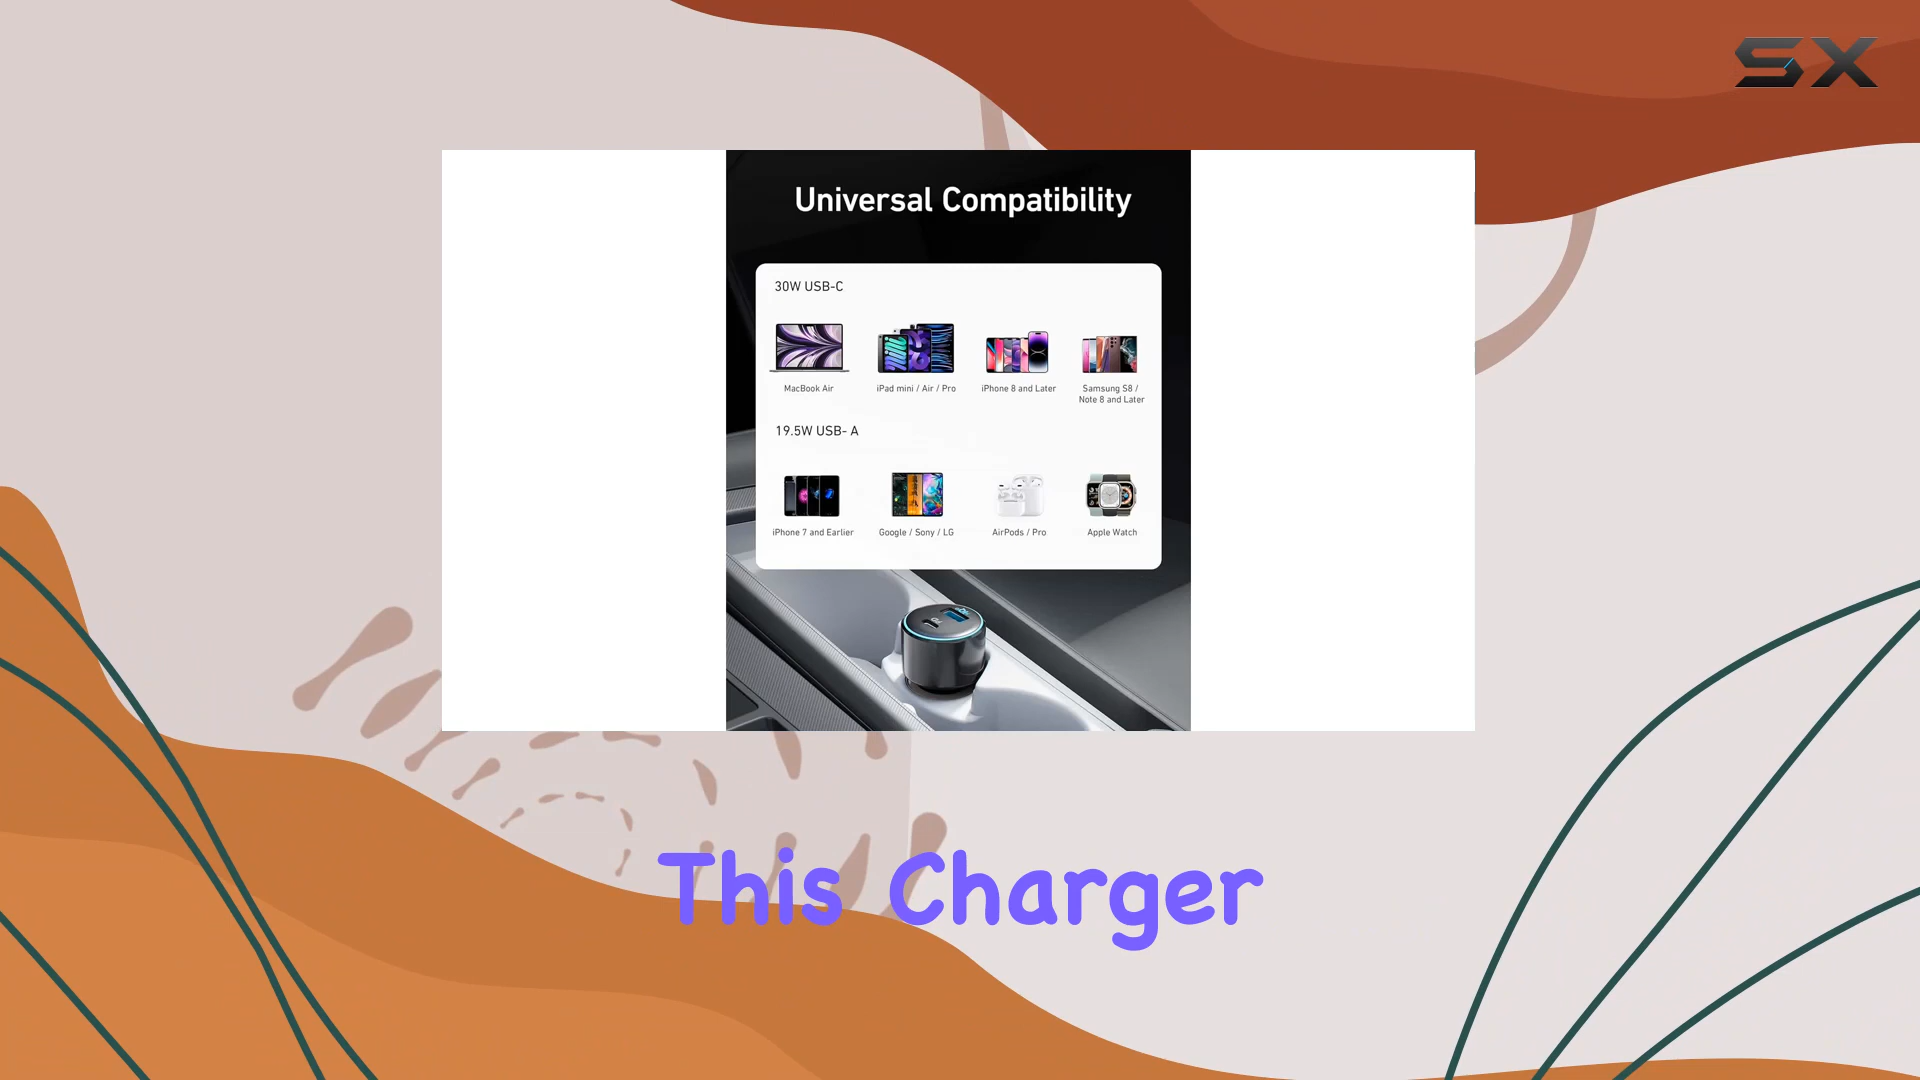 SX
Universal Compatibility
30W USB-C
MacBook Air
iPad mini / Air / Pro
iPhone 8 and Later
Samsung S8 /
Note 8 and Later
19.5W USB- A
iPhone 7 and Earlier
Google / Sony / LG
AirPods / Pro
Apple Watch
This Charger